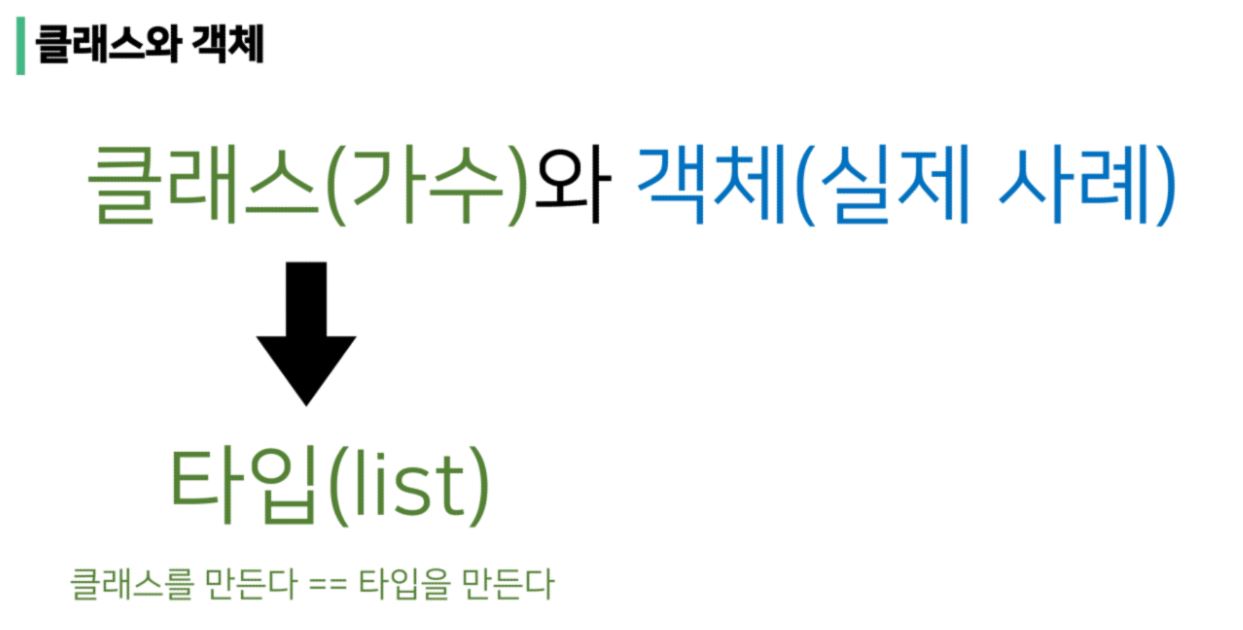 클래스와 객체
클래스(가수)와 객체(실제 사례)
타입(list)
클래스를 만든다 == 타입을 만든다